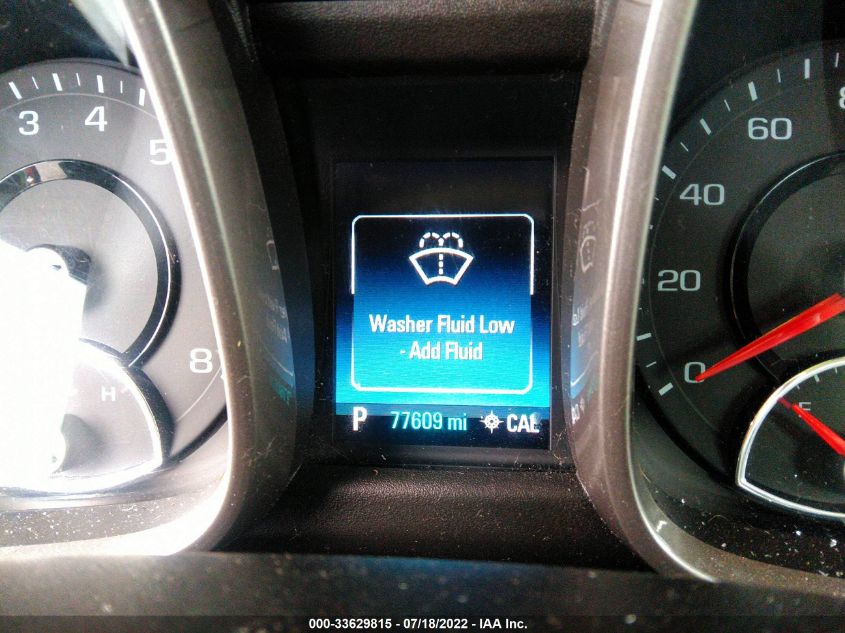 3
4
5
8
H
Washer Fluid Low
- Add Fluid
P 77609 mi CAL
60
40
20
0
E
000-33629815 - 07/18/2022 - IAA Inc.